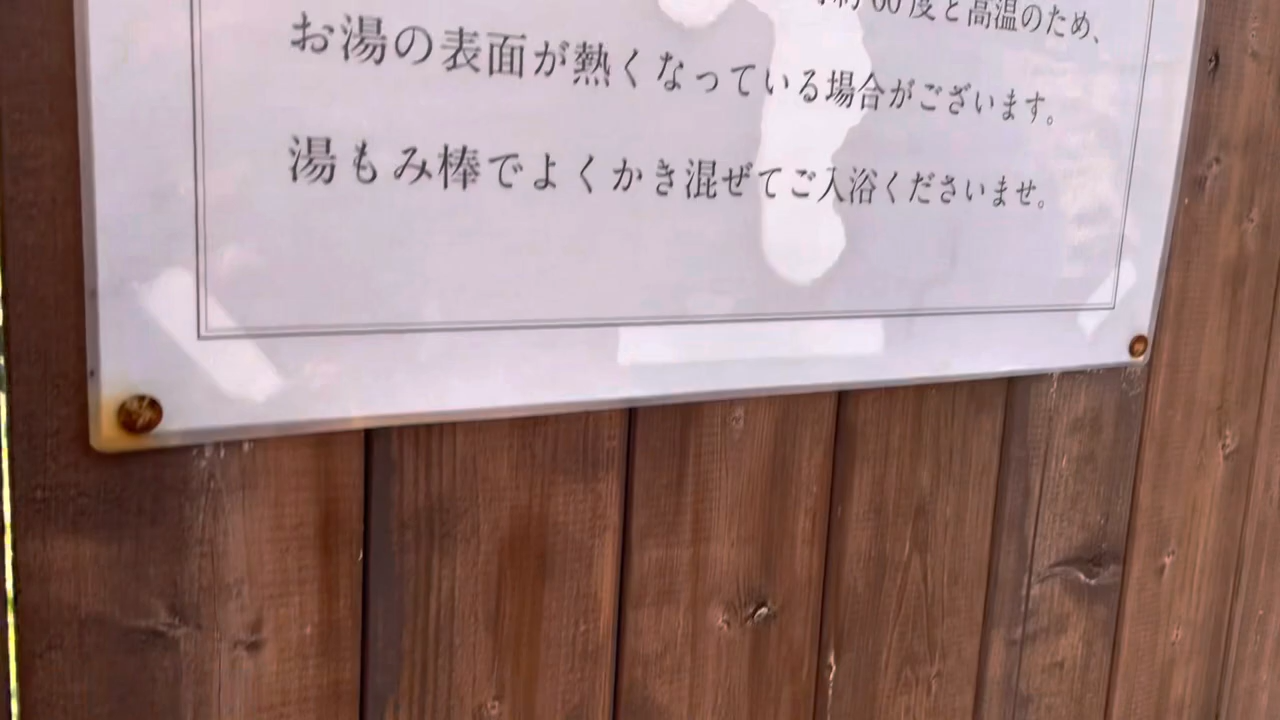 60度と高温のため、
お湯の表面が熱くなっている場合がございます。
湯もみ棒でよくかき混ぜてご入浴くださいませ。